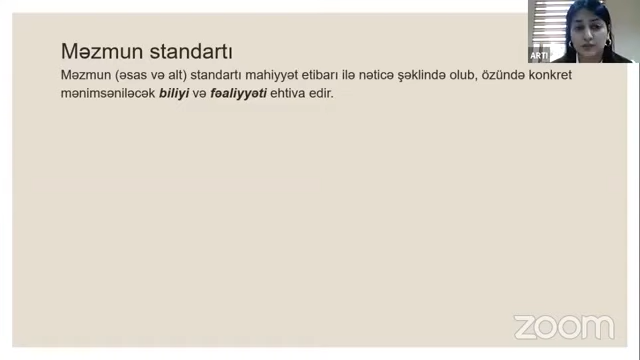 Məzmun standartı
Məzmun (əsas və alt) standartı mahiyyət etibarı ilə nəticə şəklində olub, özündə konkret
mənimsəniləcək biliyi və fəaliyyəti ehtiva edir.
ARTI
zoom